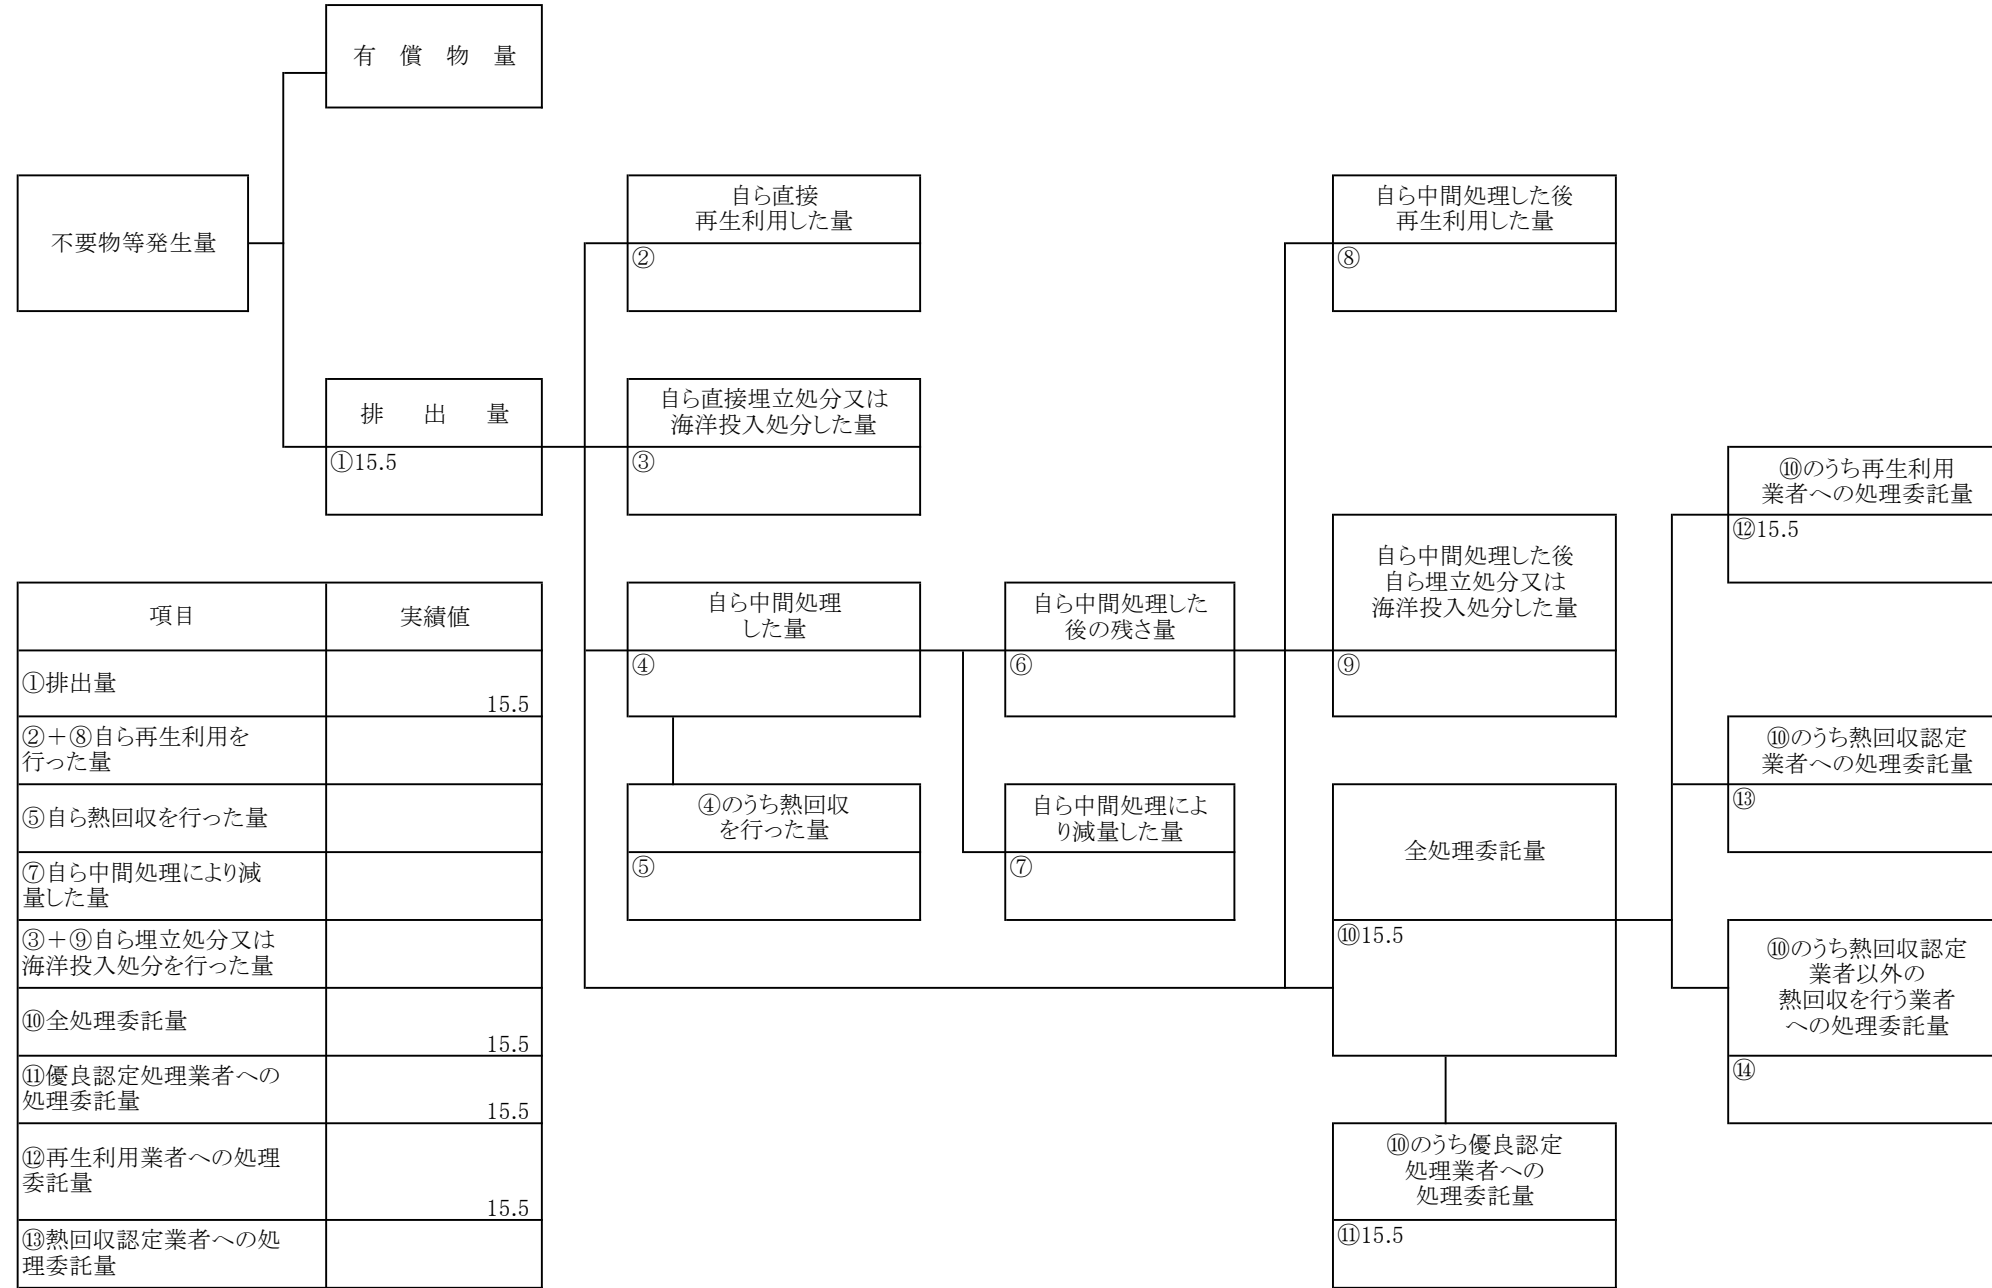 有　償　物　量
不要物等発生量
自ら直接
再生利用した量
②
自ら中間処理した後
再生利用した量
⑧
排　出　量
①15.5
自ら直接埋立処分又は
海洋投入処分した量
③
⑩のうち再生利用
業者への処理委託量
⑫15.5
自ら中間処理
した量
④
自ら中間処理した
後の残さ量
⑥
自ら中間処理した後
自ら埋立処分又は
海洋投入処分した量
⑨
④のうち熱回収
を行った量
⑤
自ら中間処理によ
り減量した量
⑦
全処理委託量
⑩15.5
⑩のうち熱回収認定
業者への処理委託量
⑬
⑩のうち熱回収認定
業者以外の
熱回収を行う業者
への処理委託量
⑭
⑩のうち優良認定
処理業者への
処理委託量
⑪15.5
項目　実績値
①排出量
15.5
②＋⑧自ら再生利用を
行った量
⑤自ら熱回収を行った量
⑦自ら中間処理により減
量した量
③＋⑨自ら埋立処分又は
海洋投入処分を行った量
⑩全処理委託量
15.5
⑪優良認定処理業者への
処理委託量
15.5
⑫再生利用業者への処理
委託量
15.5
⑬熱回収認定業者への処
理委託量